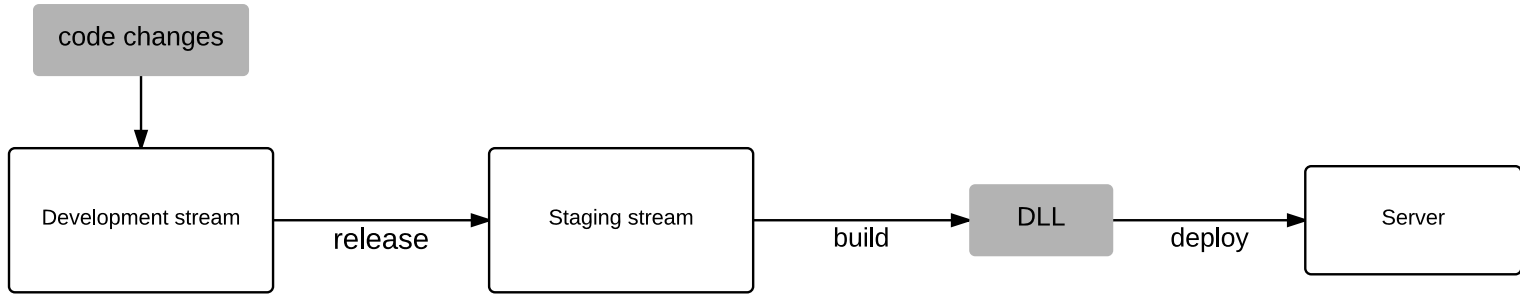 code changes
Development stream
release
Staging stream
build
DLL
deploy
Server